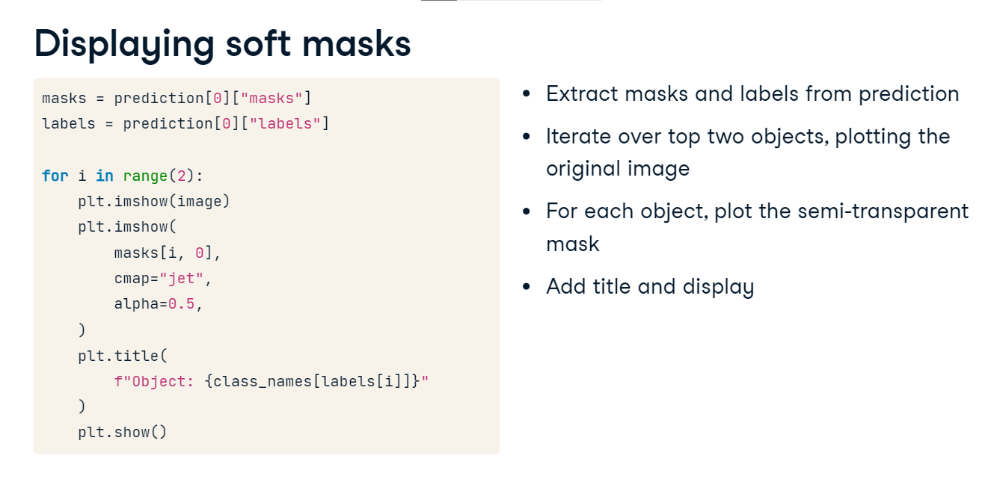 Displaying soft masks
masks = prediction[0]["masks"]
labels = prediction[0]["labels"]
for i in range(2):
    plt.imshow(image)
    plt.imshow(
        masks[i, 0],
        cmap="jet",
        alpha=0.5,
    )
    plt.title(
        f"Object: {class_names[labels[i]]}"
    )
    plt.show()
• Extract masks and labels from prediction
• Iterate over top two objects, plotting the
original image
• For each object, plot the semi-transparent
mask
• Add title and display